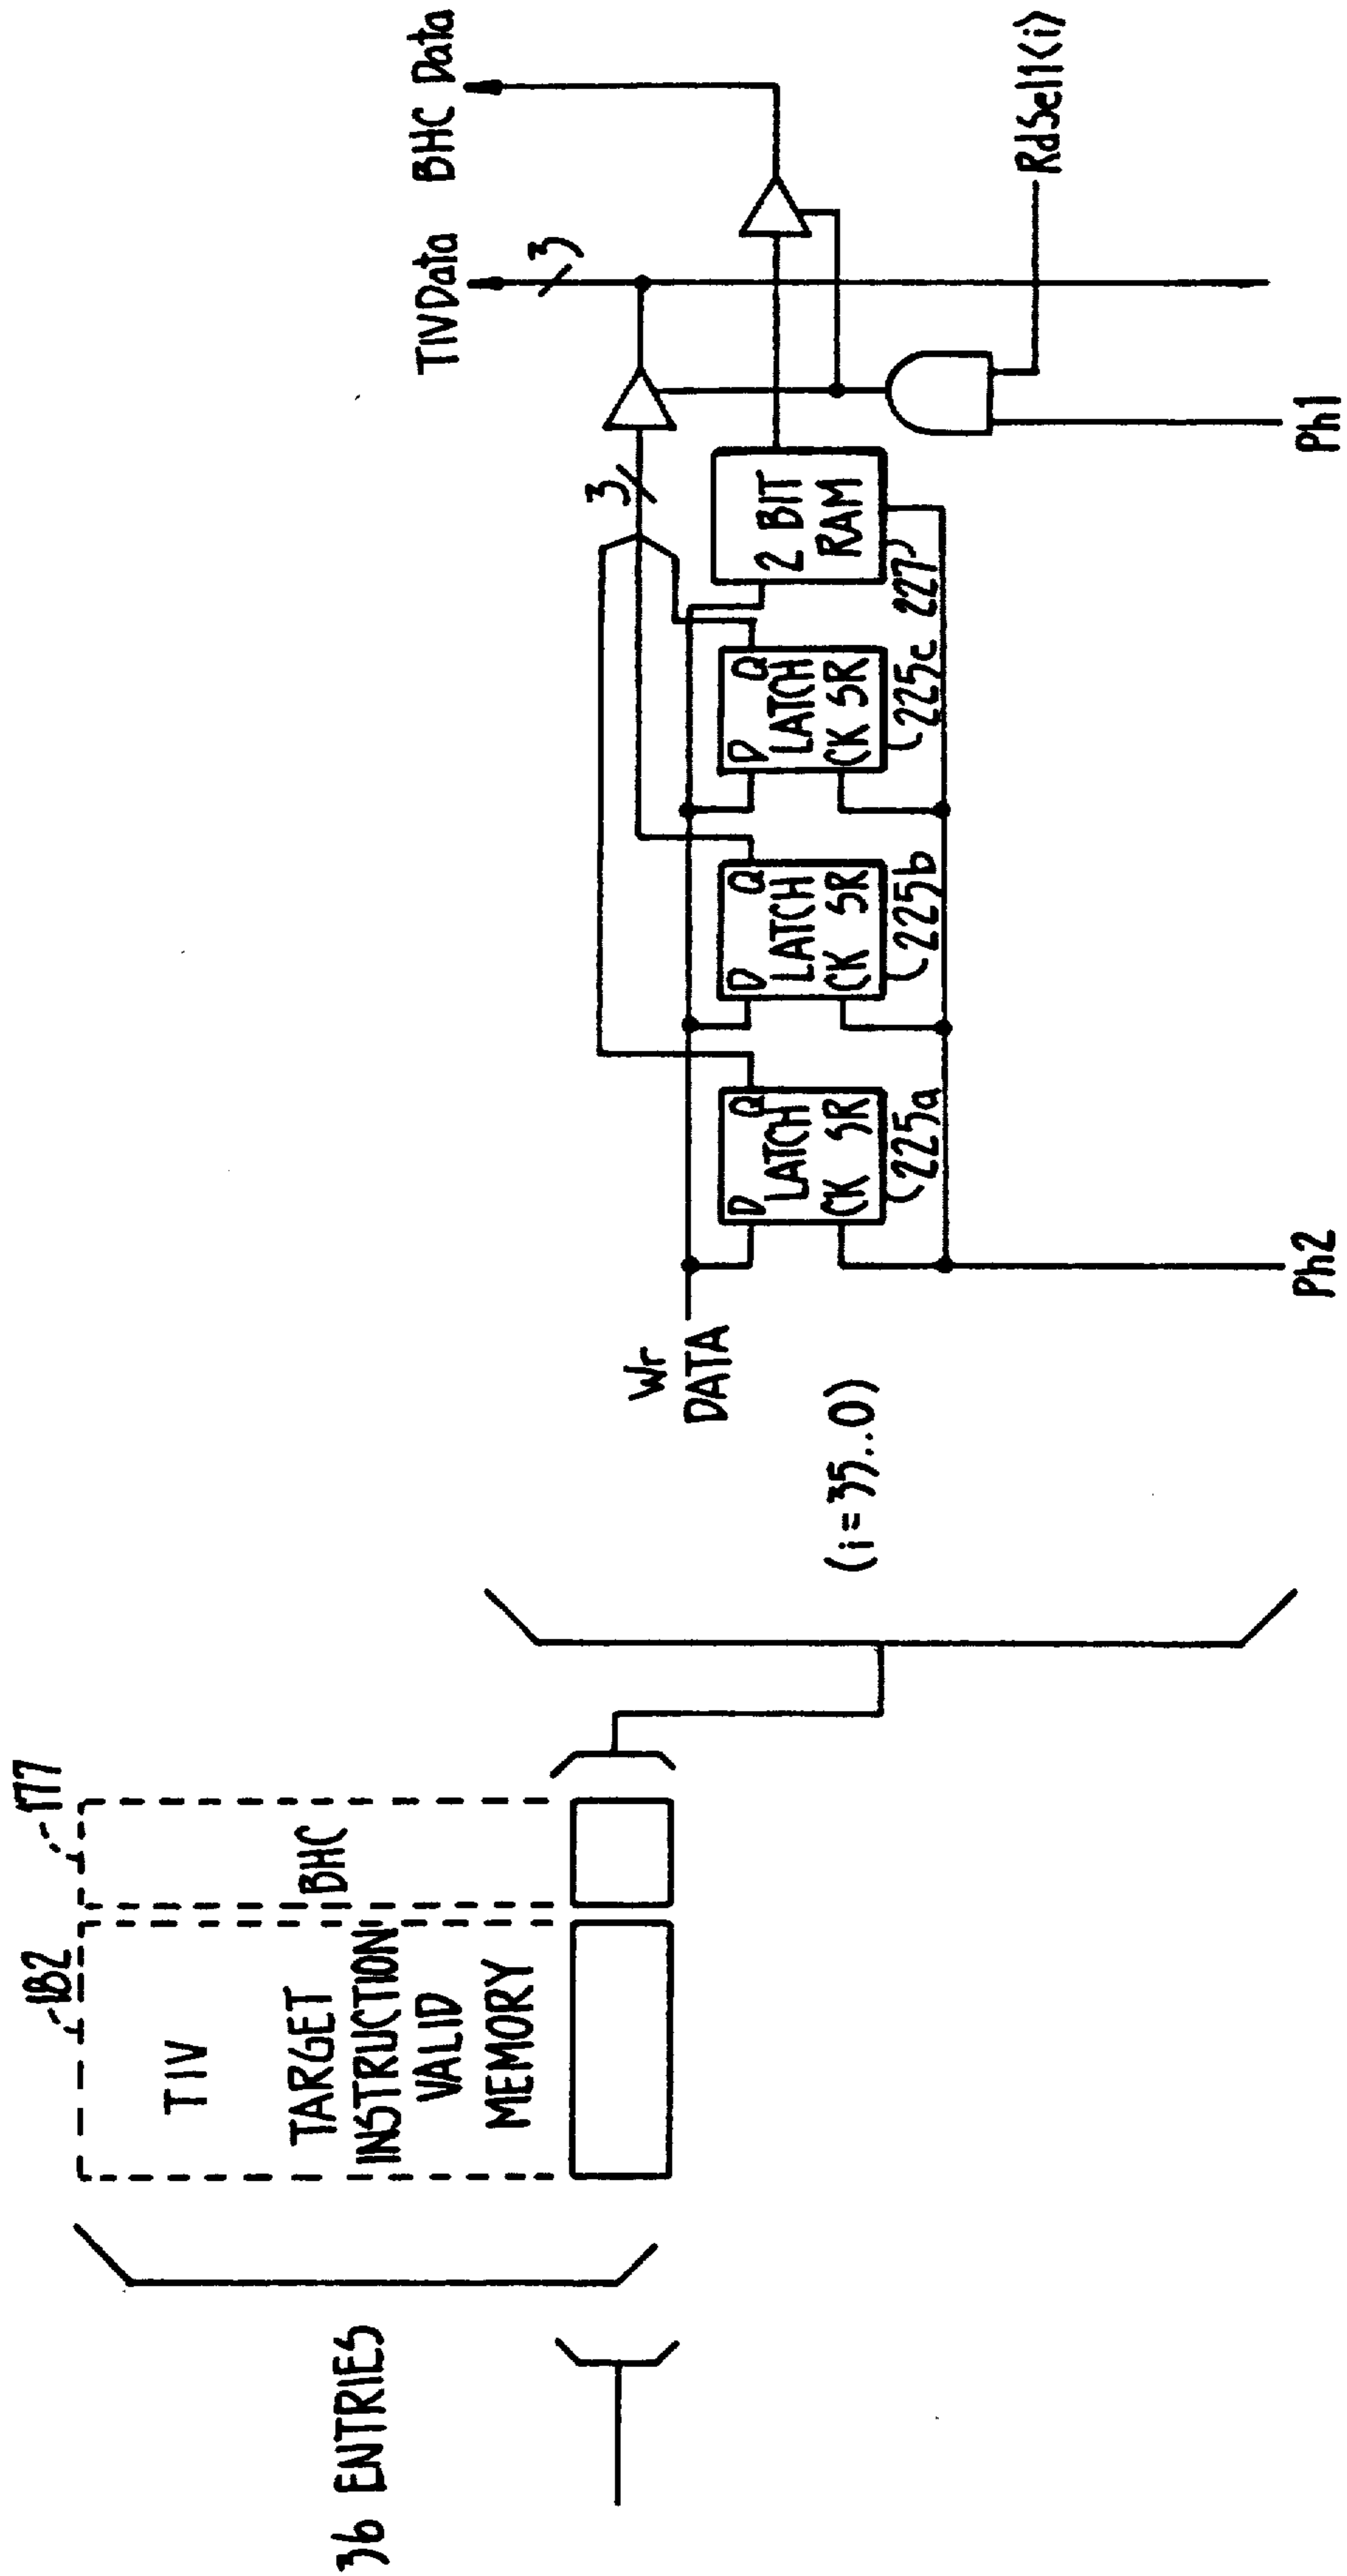 36 ENTRIES
182
177
TIV
TARGET
INSTRUCTION
VALID
MEMORY
BHC
(i = 35..0)
Wr
DATA
Ph2
D Q
LATCH
CK SR
225a
D Q
LATCH
CK SR
225b
D Q
LATCH
CK SR
225c
2 BIT
RAM
227
3
TIVData
3
BHC Data
Ph1
RdSel1(i)